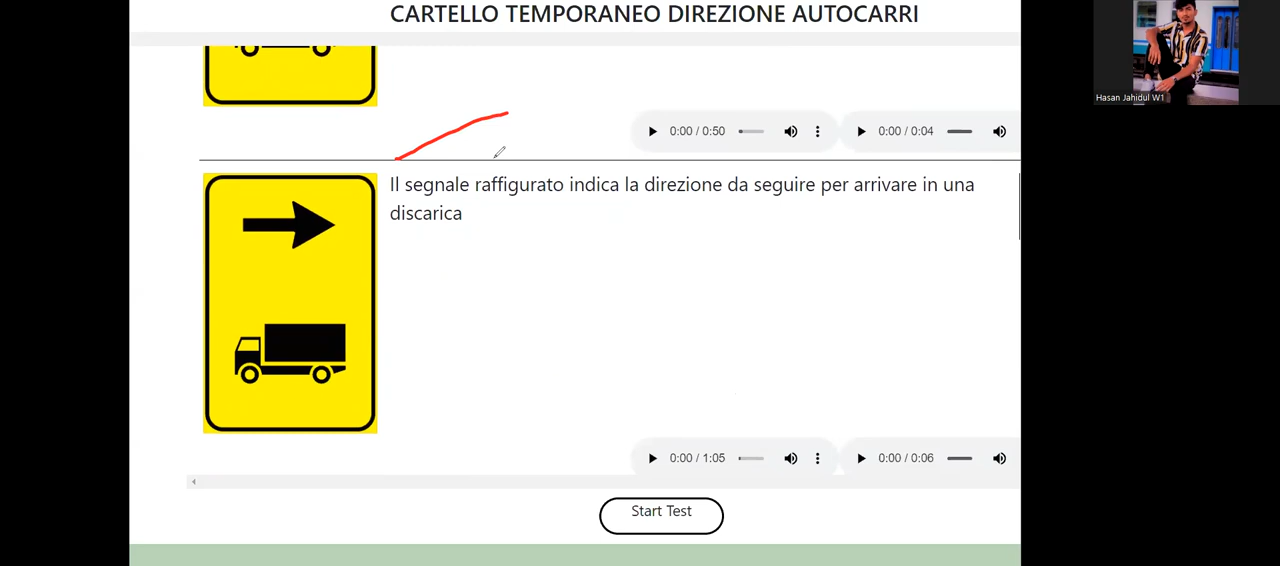 CARTELLO TEMPORANEO DIREZIONE AUTOCARRI
Hasan Jahidul W1
0:00 / 0:50
0:00 / 0:04
Il segnale raffigurato indica la direzione da seguire per arrivare in una
discarica
0:00 / 1:05
0:00 / 0:06
Start Test